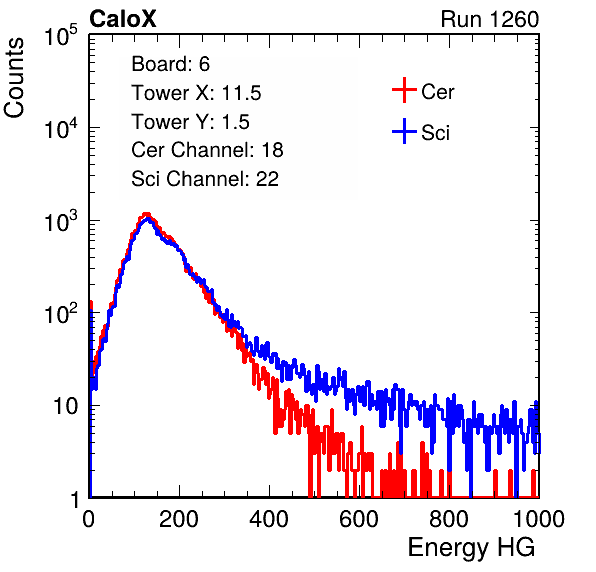 CaloX Run 1260
Counts
Board: 6
Tower X: 11.5
Tower Y: 1.5
Cer Channel: 18
Sci Channel: 22
Cer
Sci
10^5
10^4
10^3
10^2
10
1
0 200 400 600 800 1000
Energy HG